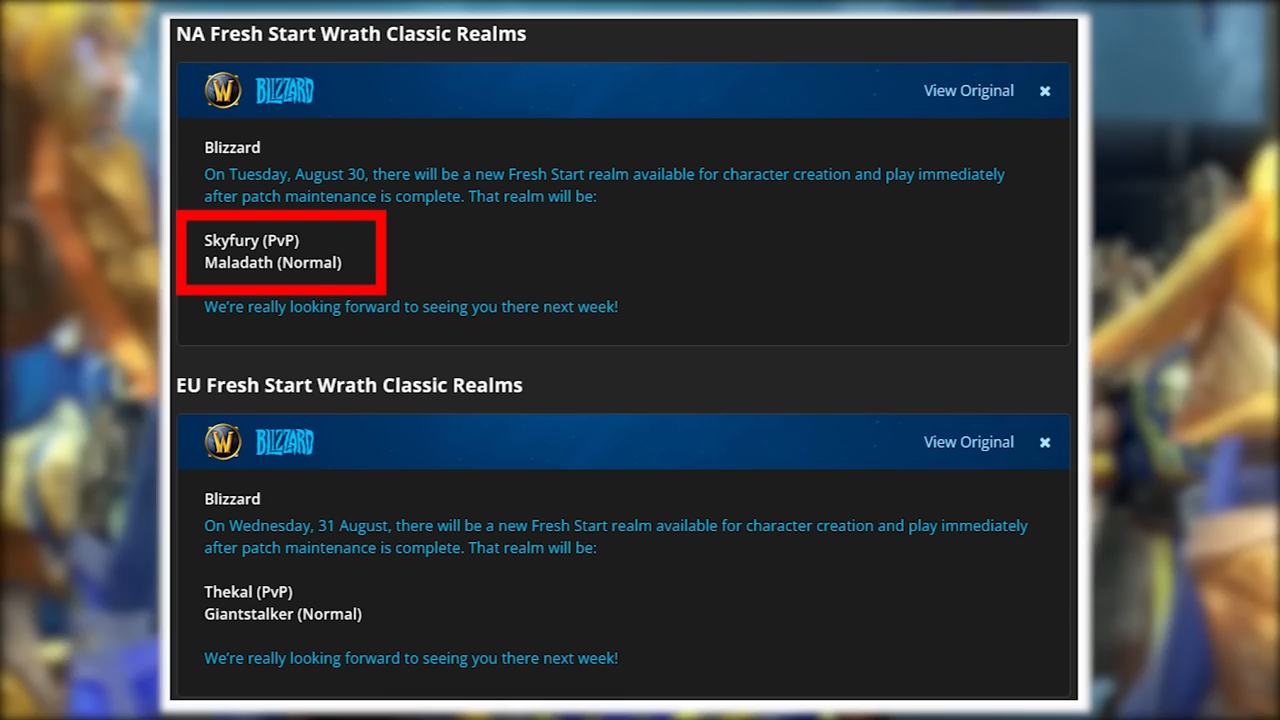 NA Fresh Start Wrath Classic Realms
W BLIZZARD View Original ×
Blizzard
On Tuesday, August 30, there will be a new Fresh Start realm available for character creation and play immediately
after patch maintenance is complete. That realm will be:
Skyfury (PvP)
Maladath (Normal)
We're really looking forward to seeing you there next week!
EU Fresh Start Wrath Classic Realms
W BLIZZARD View Original ×
Blizzard
On Wednesday, 31 August, there will be a new Fresh Start realm available for character creation and play immediately
after patch maintenance is complete. That realm will be:
Thekal (PvP)
Giantstalker (Normal)
We're really looking forward to seeing you there next week!